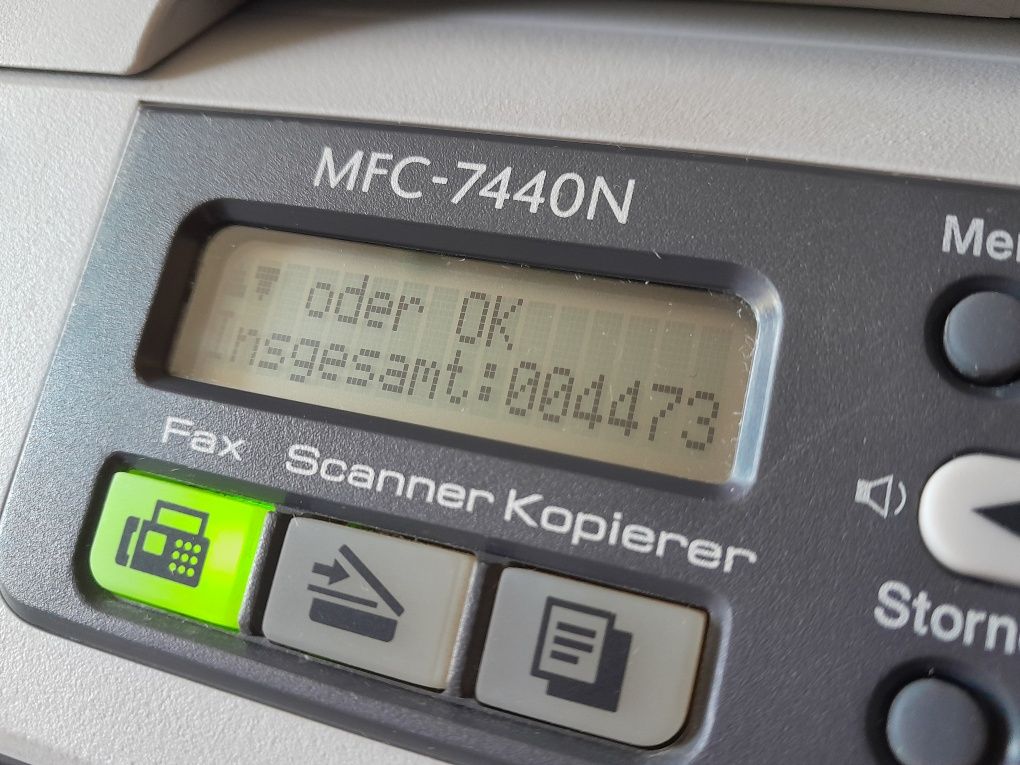 MFC-7440N
▼ oder OK
Insgesamt:004473
Fax
Scanner
Kopierer